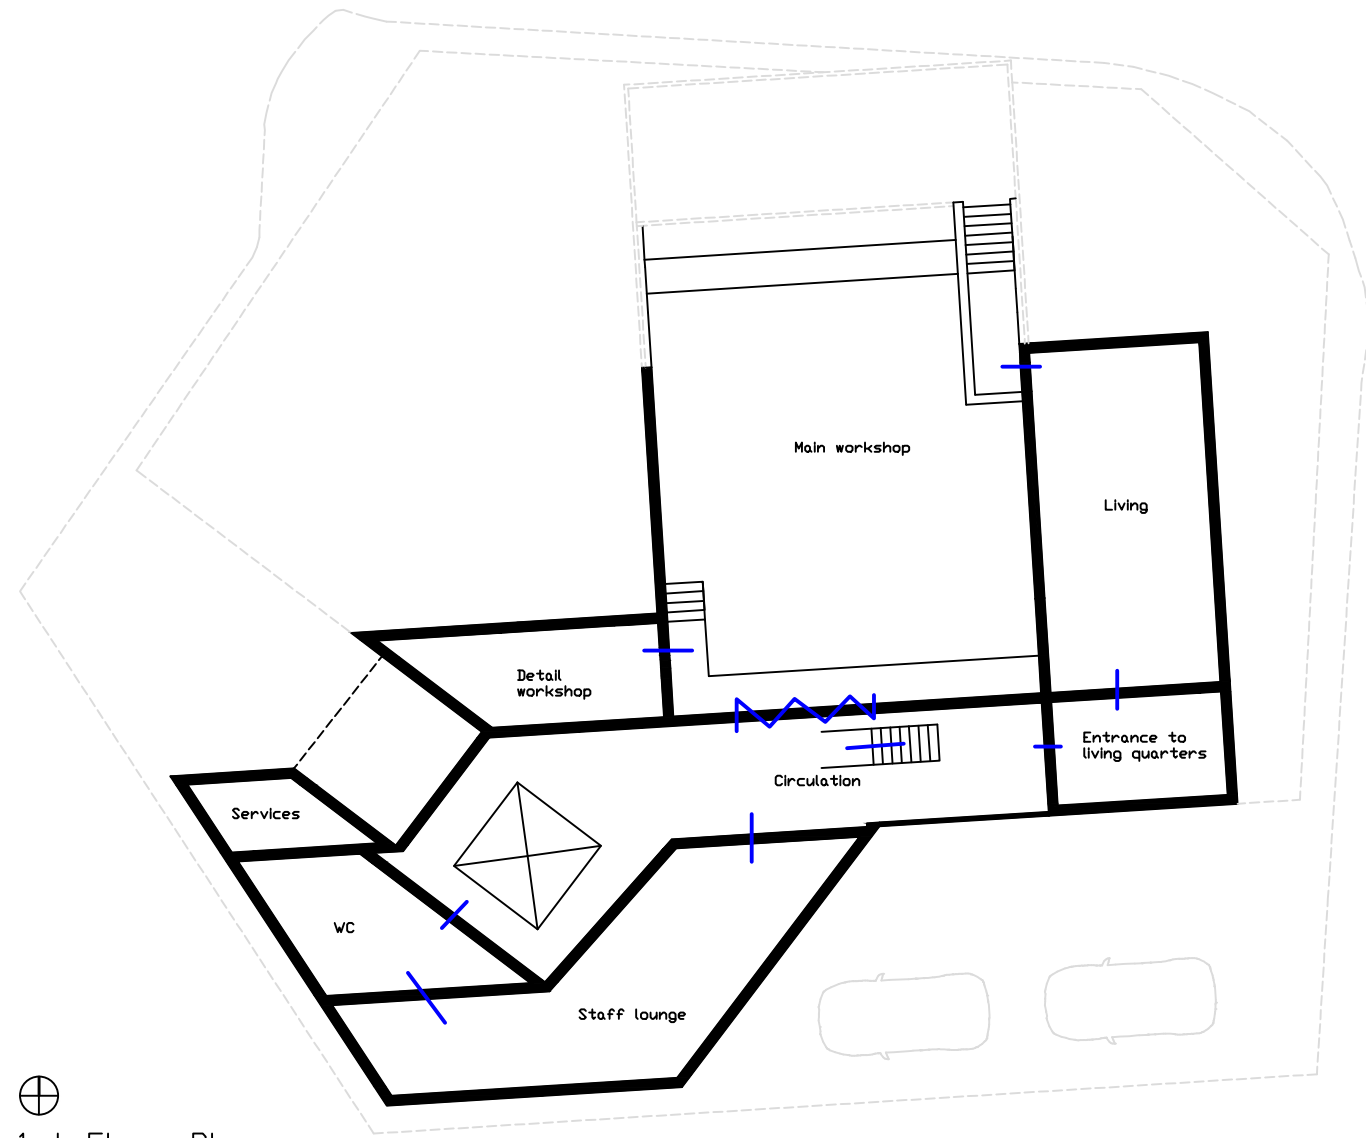 Main workshop
Living
Detail
workshop
Entrance to
living quarters
Circulation
Services
WC
Staff lounge